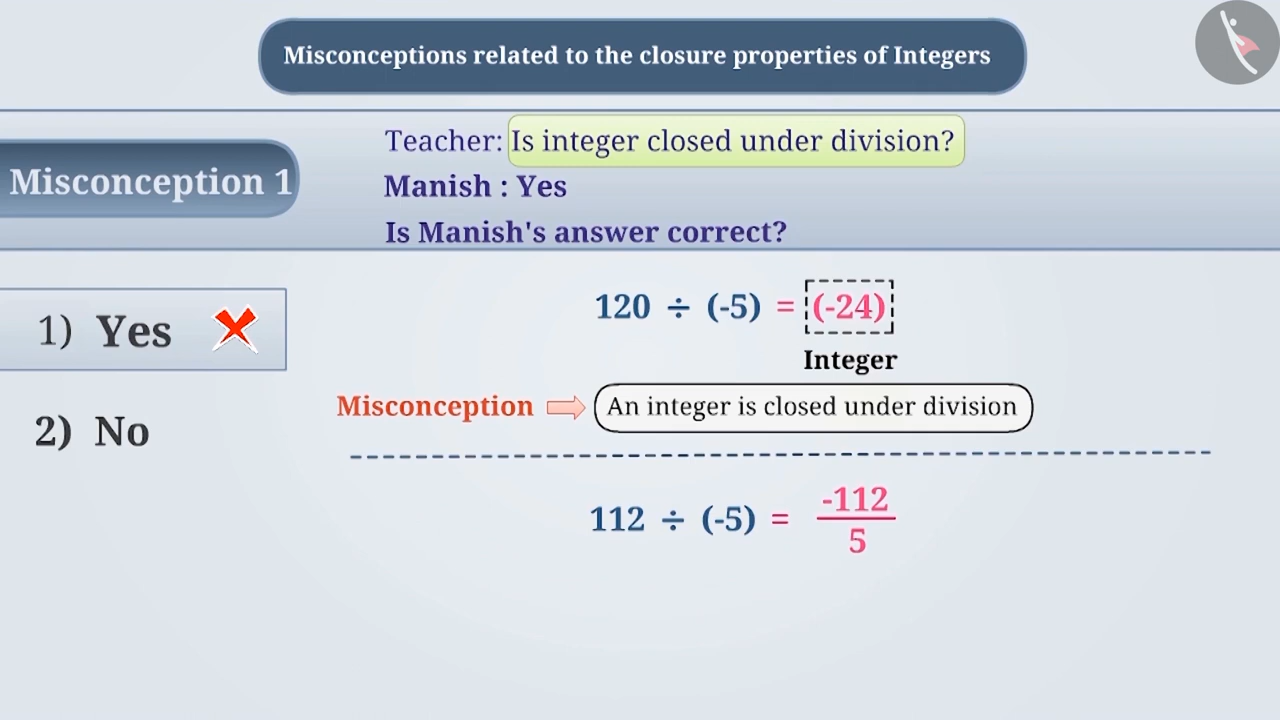 Misconceptions related to the closure properties of Integers
Misconception 1
Teacher: Is integer closed under division?
Manish : Yes
Is Manish's answer correct?
1) Yes
2) No
120 ÷ (-5) = (-24)
Integer
Misconception
An integer is closed under division
112 ÷ (-5) = -112
5